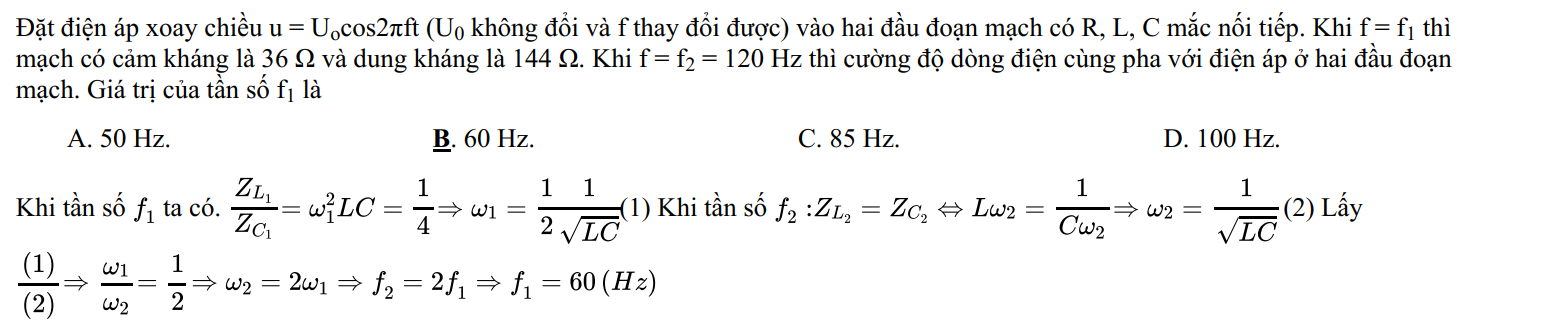 Đặt điện áp xoay chiều u = Uₒcos2πft (U₀ không đổi và f thay đổi được) vào hai đầu đoạn mạch có R, L, C mắc nối tiếp. Khi f = f₁ thì
mạch có cảm kháng là 36 Ω và dung kháng là 144 Ω. Khi f = f₂ = 120 Hz thì cường độ dòng điện cùng pha với điện áp ở hai đầu đoạn
mạch. Giá trị của tần số f₁ là
A. 50 Hz. B. 60 Hz. C. 85 Hz. D. 100 Hz.
Khi tần số $f_1$ ta có. $\frac{Z_{L_1}}{Z_{C_1}} = \omega_1^2 LC = \frac{1}{4} \Rightarrow \omega_1 = \frac{1}{2}\frac{1}{\sqrt{LC}}$(1) Khi tần số $f_2 : Z_{L_2} = Z_{C_2} \Leftrightarrow L\omega_2 = \frac{1}{C\omega_2} \Rightarrow \omega_2 = \frac{1}{\sqrt{LC}}$(2) Lấy
$\frac{(1)}{(2)} \Rightarrow \frac{\omega_1}{\omega_2} = \frac{1}{2} \Rightarrow \omega_2 = 2\omega_1 \Rightarrow f_2 = 2f_1 \Rightarrow f_1 = 60\,(Hz)$